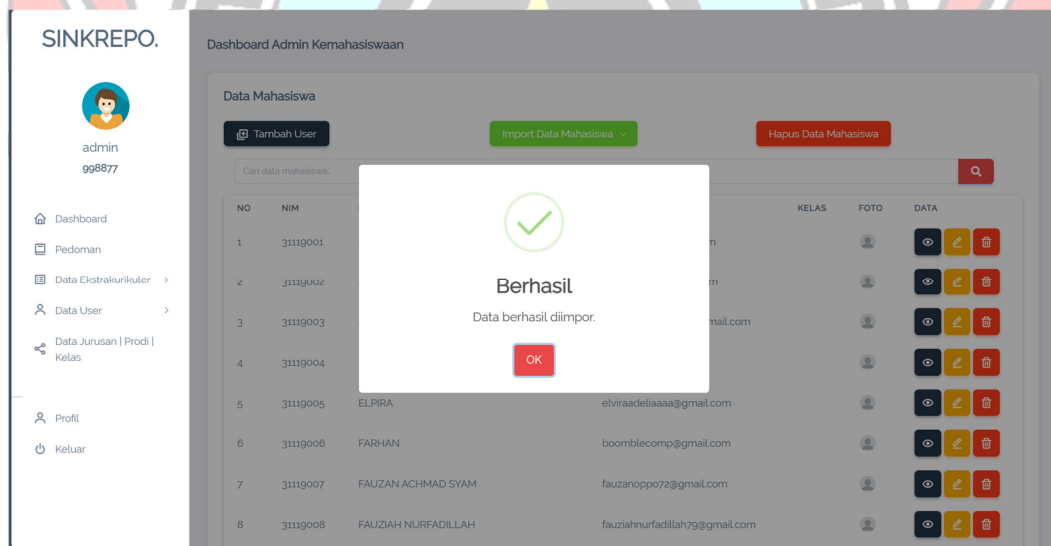 SINKREPO.
admin
998877
Dashboard
Pedoman
Data Ekstrakurikuler
Data User
Data Jurusan | Prodi |
Kelas
Profil
Keluar
Dashboard Admin Kemahasiswaan
Data Mahasiswa
Tambah User
Import Data Mahasiswa
Hapus Data Mahasiswa
Cari data mahasiswa..
NO NIM KELAS FOTO DATA
1 31119001 m
2 31119002 m
3 31119003 mail.com
4 31119004
5 31119005 ELPIRA elviraadeliaaaa@gmail.com
6 31119006 FARHAN boomblecomp@gmail.com
7 31119007 FAUZAN ACHMAD SYAM fauzanoppo72@gmail.com
8 31119008 FAUZIAH NURFADILLAH fauziahnurfadillah79@gmail.com
Berhasil
Data berhasil diimpor.
OK